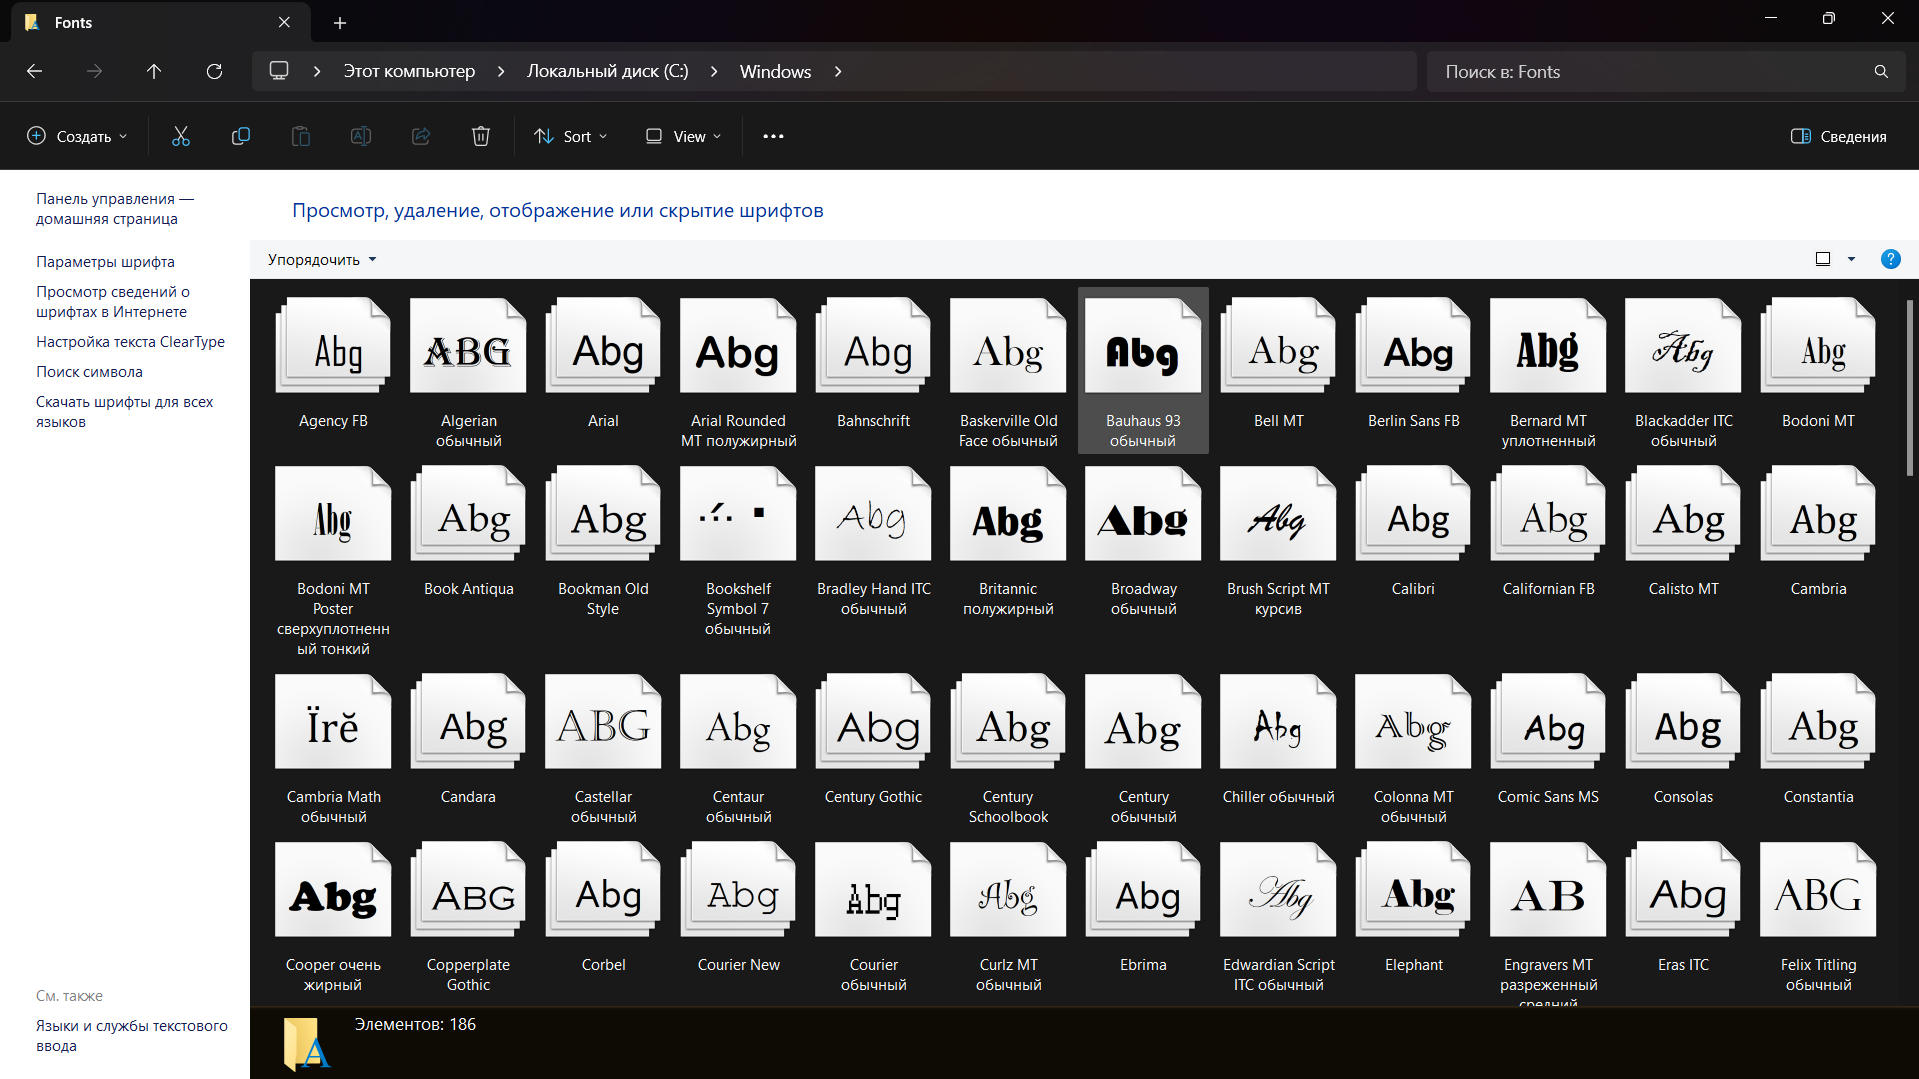 Fonts
Этот компьютер
Локальный диск (C:)
Windows
Поиск в: Fonts
Создать
Sort
View
Сведения
Панель управления —
домашняя страница
Параметры шрифта
Просмотр сведений о
шрифтах в Интернете
Настройка текста ClearType
Поиск символа
Скачать шрифты для всех
языков
См. также
Языки и службы текстового
ввода
Просмотр, удаление, отображение или скрытие шрифтов
Упорядочить
?
Abg
ABG
Abg
Abg
Abg
Abg
Abg
Abg
Abg
Abg
Abg
Abg
Agency FB
Algerian
обычный
Arial
Arial Rounded
MT полужирный
Bahnschrift
Baskerville Old
Face обычный
Bauhaus 93
обычный
Bell MT
Berlin Sans FB
Bernard MT
уплотненный
Blackadder ITC
обычный
Bodoni MT
Abg
Abg
Abg
Abg
Abg
Abg
Abg
Abg
Abg
Abg
Abg
Bodoni MT
Poster
сверхуплотненн
ый тонкий
Book Antiqua
Bookman Old
Style
Bookshelf
Symbol 7
обычный
Bradley Hand ITC
обычный
Britannic
полужирный
Broadway
обычный
Brush Script MT
курсив
Calibri
Californian FB
Calisto MT
Cambria
Ïrĕ
Abg
ABG
Abg
Abg
Abg
Abg
Abg
Abg
Abg
Abg
Abg
Cambria Math
обычный
Candara
Castellar
обычный
Centaur
обычный
Century Gothic
Century
Schoolbook
Century
обычный
Chiller обычный
Colonna MT
обычный
Comic Sans MS
Consolas
Constantia
Abg
ABG
Abg
Abg
Abg
Abg
Abg
Abg
Abg
AB
Abg
ABG
Cooper очень
жирный
Copperplate
Gothic
Corbel
Courier New
Courier
обычный
Curlz MT
обычный
Ebrima
Edwardian Script
ITC обычный
Elephant
Engravers MT
разреженный
средний
Eras ITC
Felix Titling
обычный
Элементов: 186